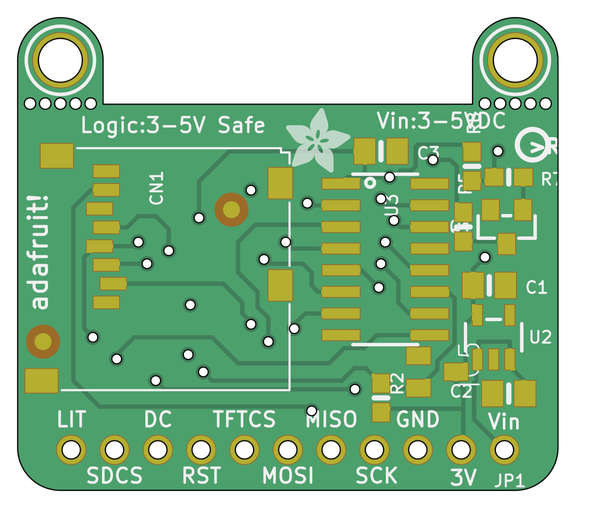 Logic:3-5V Safe
Vin:3-5VDC
C3
CN1
U3
adafruit!
C1
U2
R2
C2
LIT
DC
TFTCS
MISO
GND
Vin
SDCS
RST
MOSI
SCK
3V
JP1